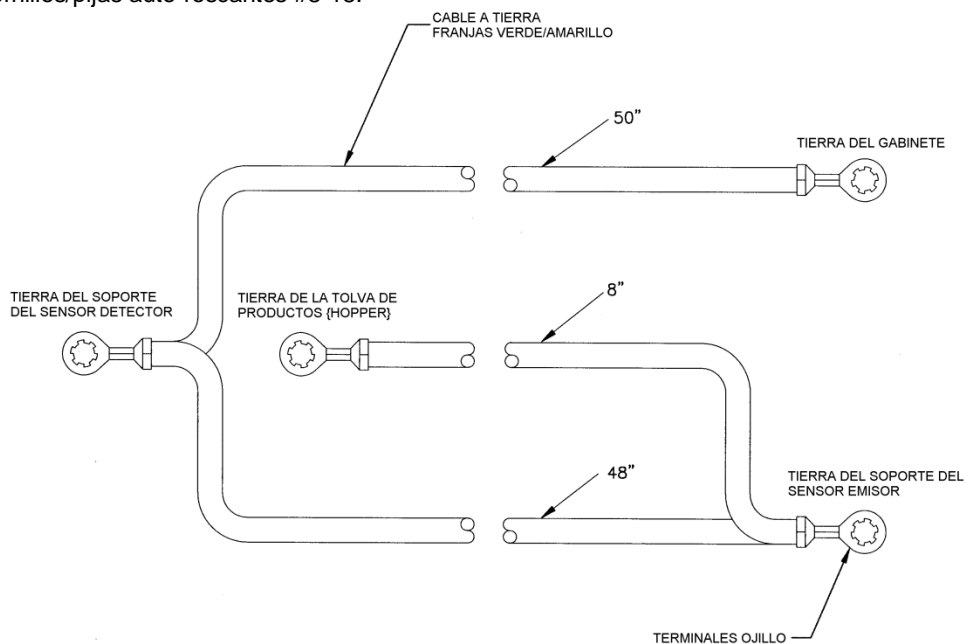 CABLE A TIERRA
FRANJAS VERDE/AMARILLO
50"
TIERRA DEL GABINETE
TIERRA DEL SOPORTE
DEL SENSOR DETECTOR
TIERRA DE LA TOLVA DE
PRODUCTOS {HOPPER}
8"
48"
TIERRA DEL SOPORTE DEL
SENSOR EMISOR
TERMINALES OJILLO